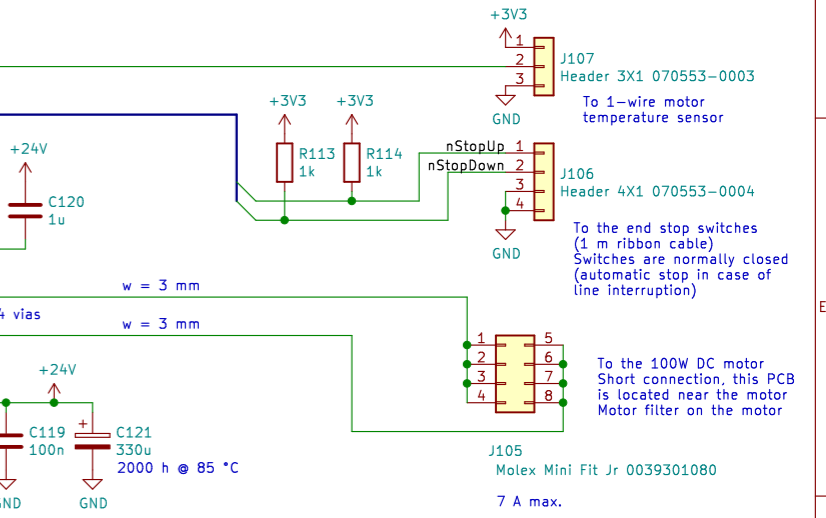 +3V3
1
2
3
J107
Header 3X1 070553-0003
GND
To 1-wire motor
temperature sensor
+3V3
+3V3
R113
1k
R114
1k
nStopUp
nStopDown
1
2
3
4
J106
Header 4X1 070553-0004
GND
To the end stop switches
(1 m ribbon cable)
Switches are normally closed
(automatic stop in case of
line interruption)
+24V
C120
1u
E
w = 3 mm
4 vias
w = 3 mm
1
2
3
4
5
6
7
8
To the 100W DC motor
Short connection, this PCB
is located near the motor
Motor filter on the motor
J105
Molex Mini Fit Jr 0039301080
7 A max.
+24V
C119
100n
+
C121
330u
2000 h @ 85 °C
GND
GND